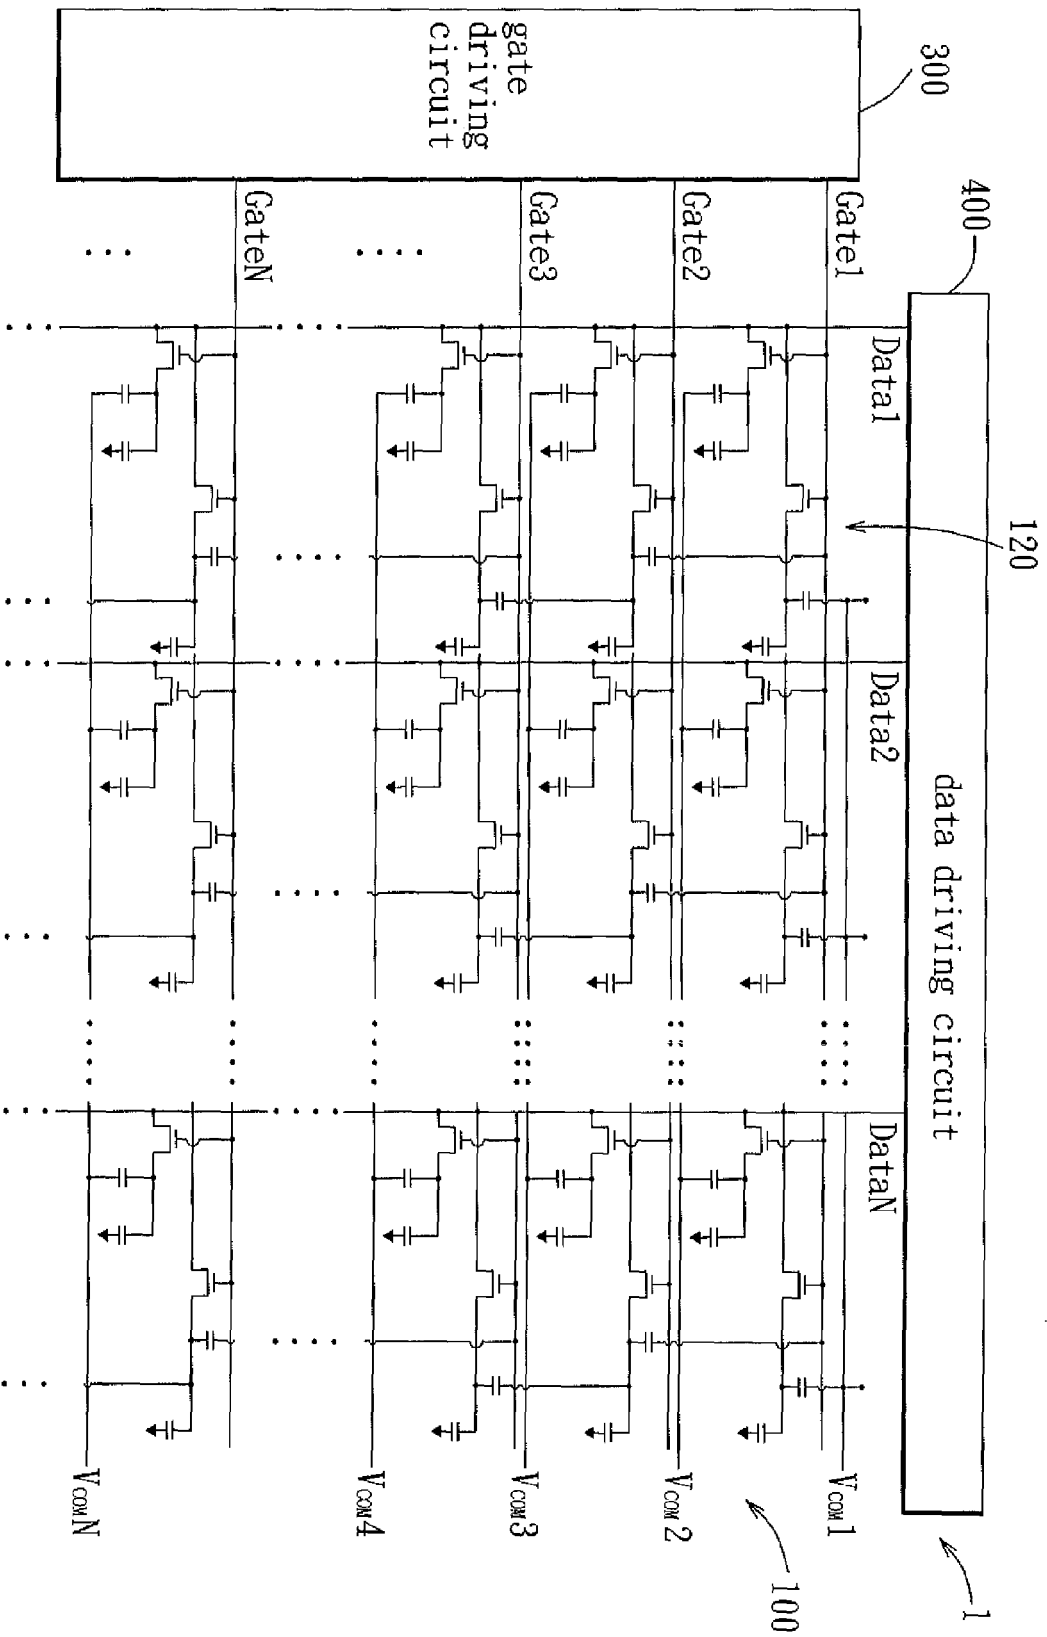 1
400
data driving circuit
300
gate
driving
circuit
120
100
Data1
Data2
DataN
Gate1
Gate2
Gate3
GateN
VCOM1
VCOM2
VCOM3
VCOM4
VCOMN